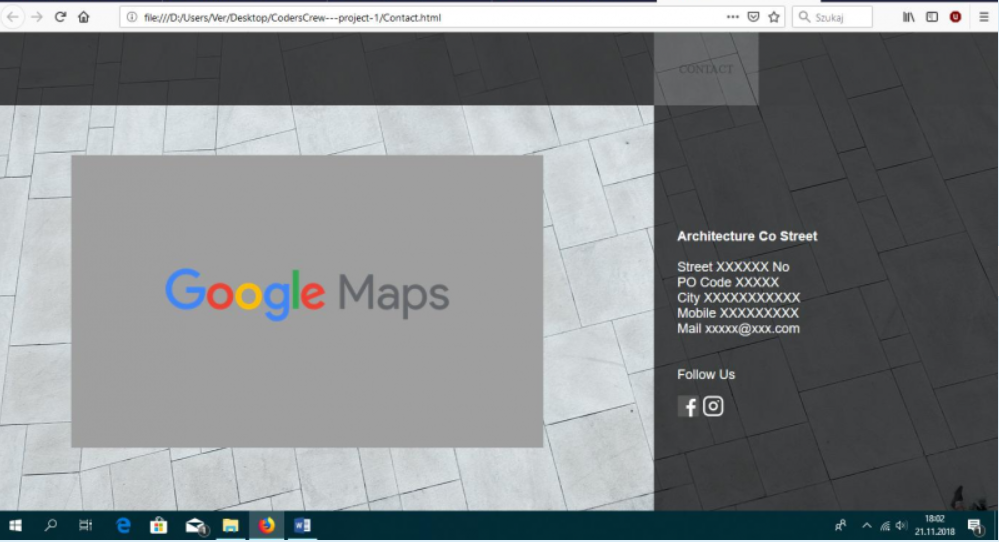 file:///D:/Users/Ver/Desktop/CodersCrew---project-1/Contact.html
Szukaj
CONTACT
Google Maps
Architecture Co Street
Street XXXXXX No
PO Code XXXXX
City XXXXXXXXXXX
Mobile XXXXXXXXX
Mail xxxxx@xxx.com
Follow Us
18:02
21.11.2018